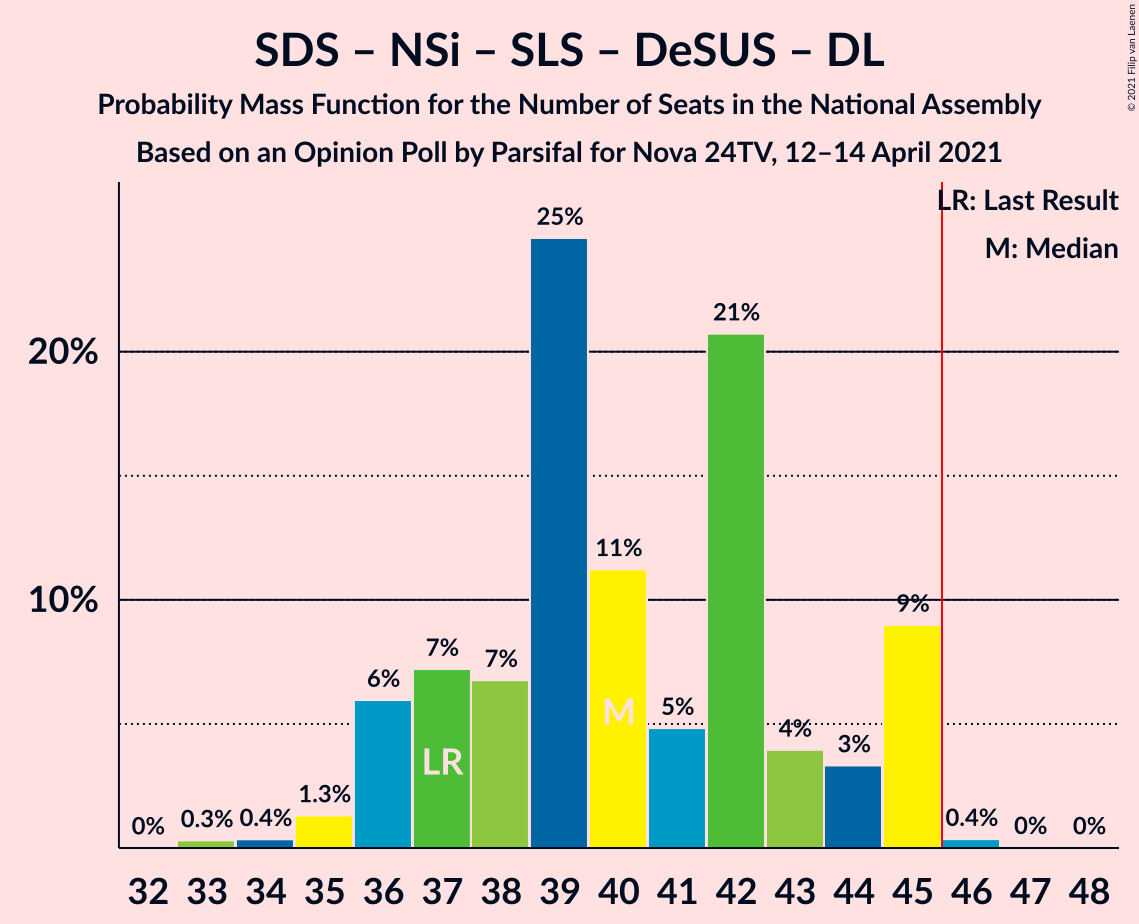 SDS – NSi – SLS – DeSUS – DL
Probability Mass Function for the Number of Seats in the National Assembly
Based on an Opinion Poll by Parsifal for Nova 24TV, 12–14 April 2021
© 2021 Filip van Laenen
LR: Last Result
M: Median
20%
10%
0% 0.3% 0.4% 1.3% 6% 7% 7% 25% 11% 5% 21% 4% 3% 9% 0.4% 0% 0%
LR M
32 33 34 35 36 37 38 39 40 41 42 43 44 45 46 47 48